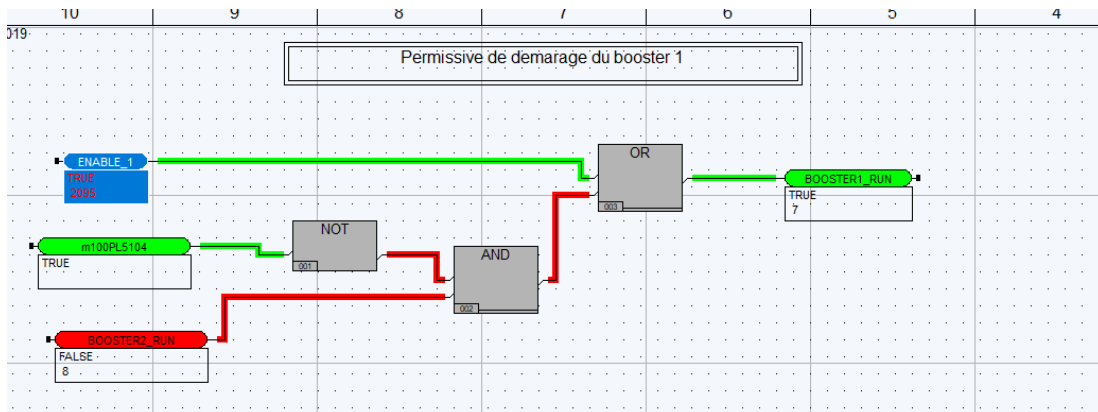 10 9 8 7 6 5 4
019
Permissive de demarage du booster 1
ENABLE_1
TRUE
2095
OR
003
BOOSTER1_RUN
TRUE
7
m100PL5104
TRUE
NOT
001
AND
002
BOOSTER2_RUN
FALSE
8